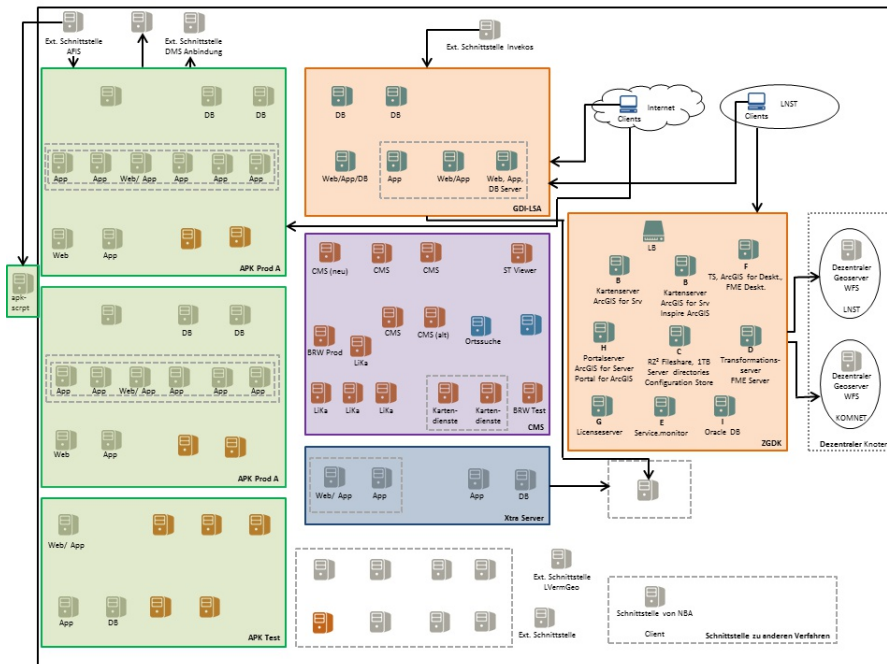 Ext. Schnittstelle
AFIS
Ext. Schnittstelle
DMS Anbindung
DB
DB
App
App
Web/ App
App
App
App
Web
App
APK Prod A
apk-
scrpt
DB
DB
App
App
Web/ App
App
App
App
Web
App
APK Prod A
Web/ App
App
DB
APK Test
Ext. Schnittstelle Invekos
DB
DB
Web/App/DB
App
Web/App
Web, App,
DB Server
GDI-LSA
CMS (neu)
CMS
CMS
ST Viewer
BRW Prod
LiKa
CMS
CMS (alt)
Ortssuche
LiKa
LiKa
LiKa
Karten-
dienste
Karten-
dienste
BRW Test
CMS
Web/ App
App
App
DB
Xtra Server
Internet
Clients
LNST
Clients
LB
B
Kartenserver
ArcGIS for Srv
B
Kartenserver
ArcGIS for Srv
Inspire ArcGIS
F
TS, ArcGIS for Deskt.,
FME Deskt.
H
Portalserver
ArcGIS for Server
Portal for ArcGIS
C
RZ² Fileshare, 1TB
Server directories
Configuration Store
D
Transformations-
server
FME Server
G
Licenseserver
E
Service.monitor
I
Oracle DB
ZGDK
Dezentraler
Geoserver
WFS
LNST
Dezentraler
Geoserver
WFS
KOMNET
Dezentraler Knoten
Ext. Schnittstelle
LVermGeo
Ext. Schnittstelle
Schnittstelle von NBA
Client
Schnittstelle zu anderen Verfahren